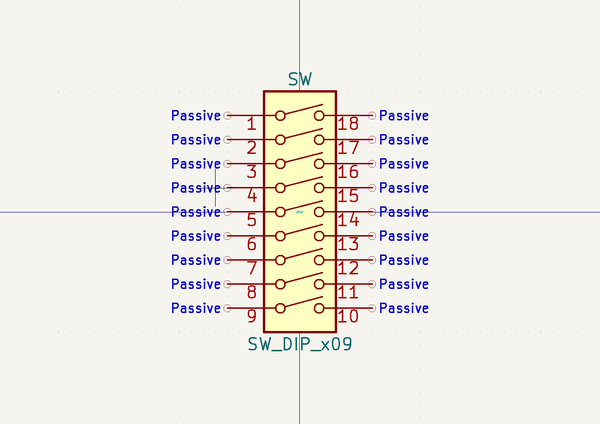 SW
Passive 1 18 Passive
Passive 2 17 Passive
Passive 3 16 Passive
Passive 4 15 Passive
Passive 5 ~ 14 Passive
Passive 6 13 Passive
Passive 7 12 Passive
Passive 8 11 Passive
Passive 9 10 Passive
SW_DIP_x09